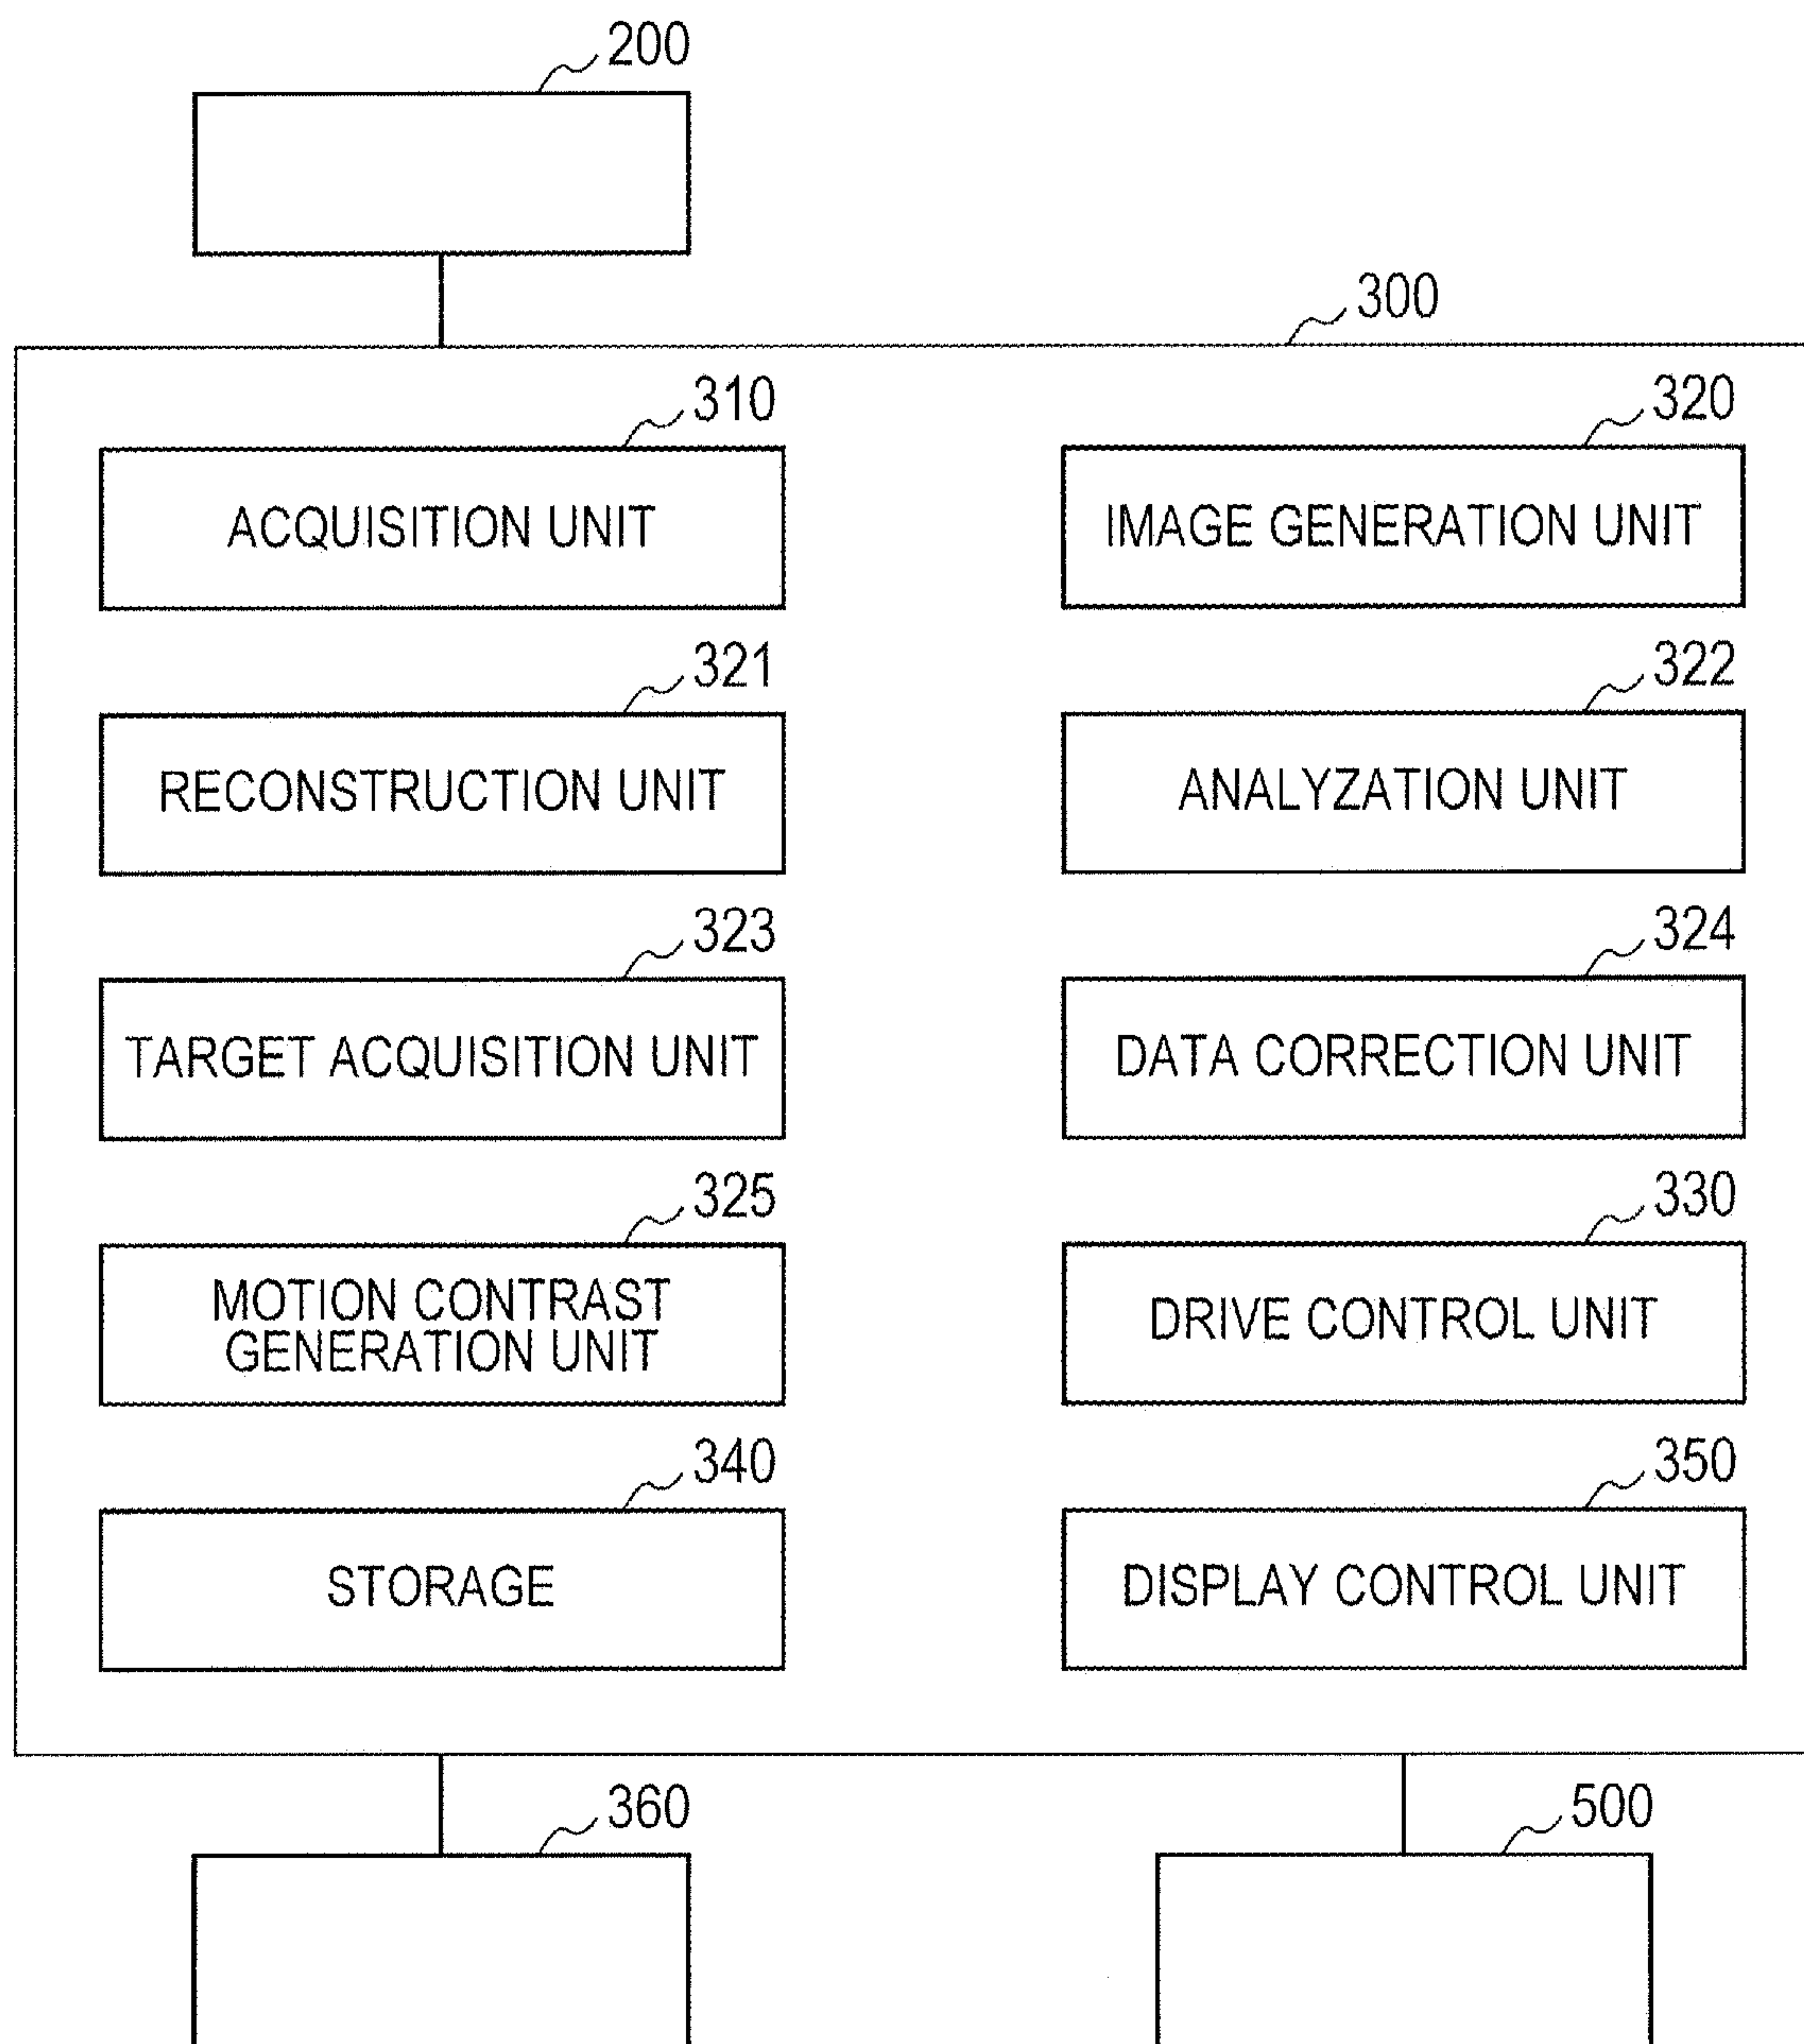 200
300
310
320
ACQUISITION UNIT
IMAGE GENERATION UNIT
321
322
RECONSTRUCTION UNIT
ANALYZATION UNIT
323
324
TARGET ACQUISITION UNIT
DATA CORRECTION UNIT
325
330
MOTION CONTRAST
GENERATION UNIT
DRIVE CONTROL UNIT
340
350
STORAGE
DISPLAY CONTROL UNIT
360
500